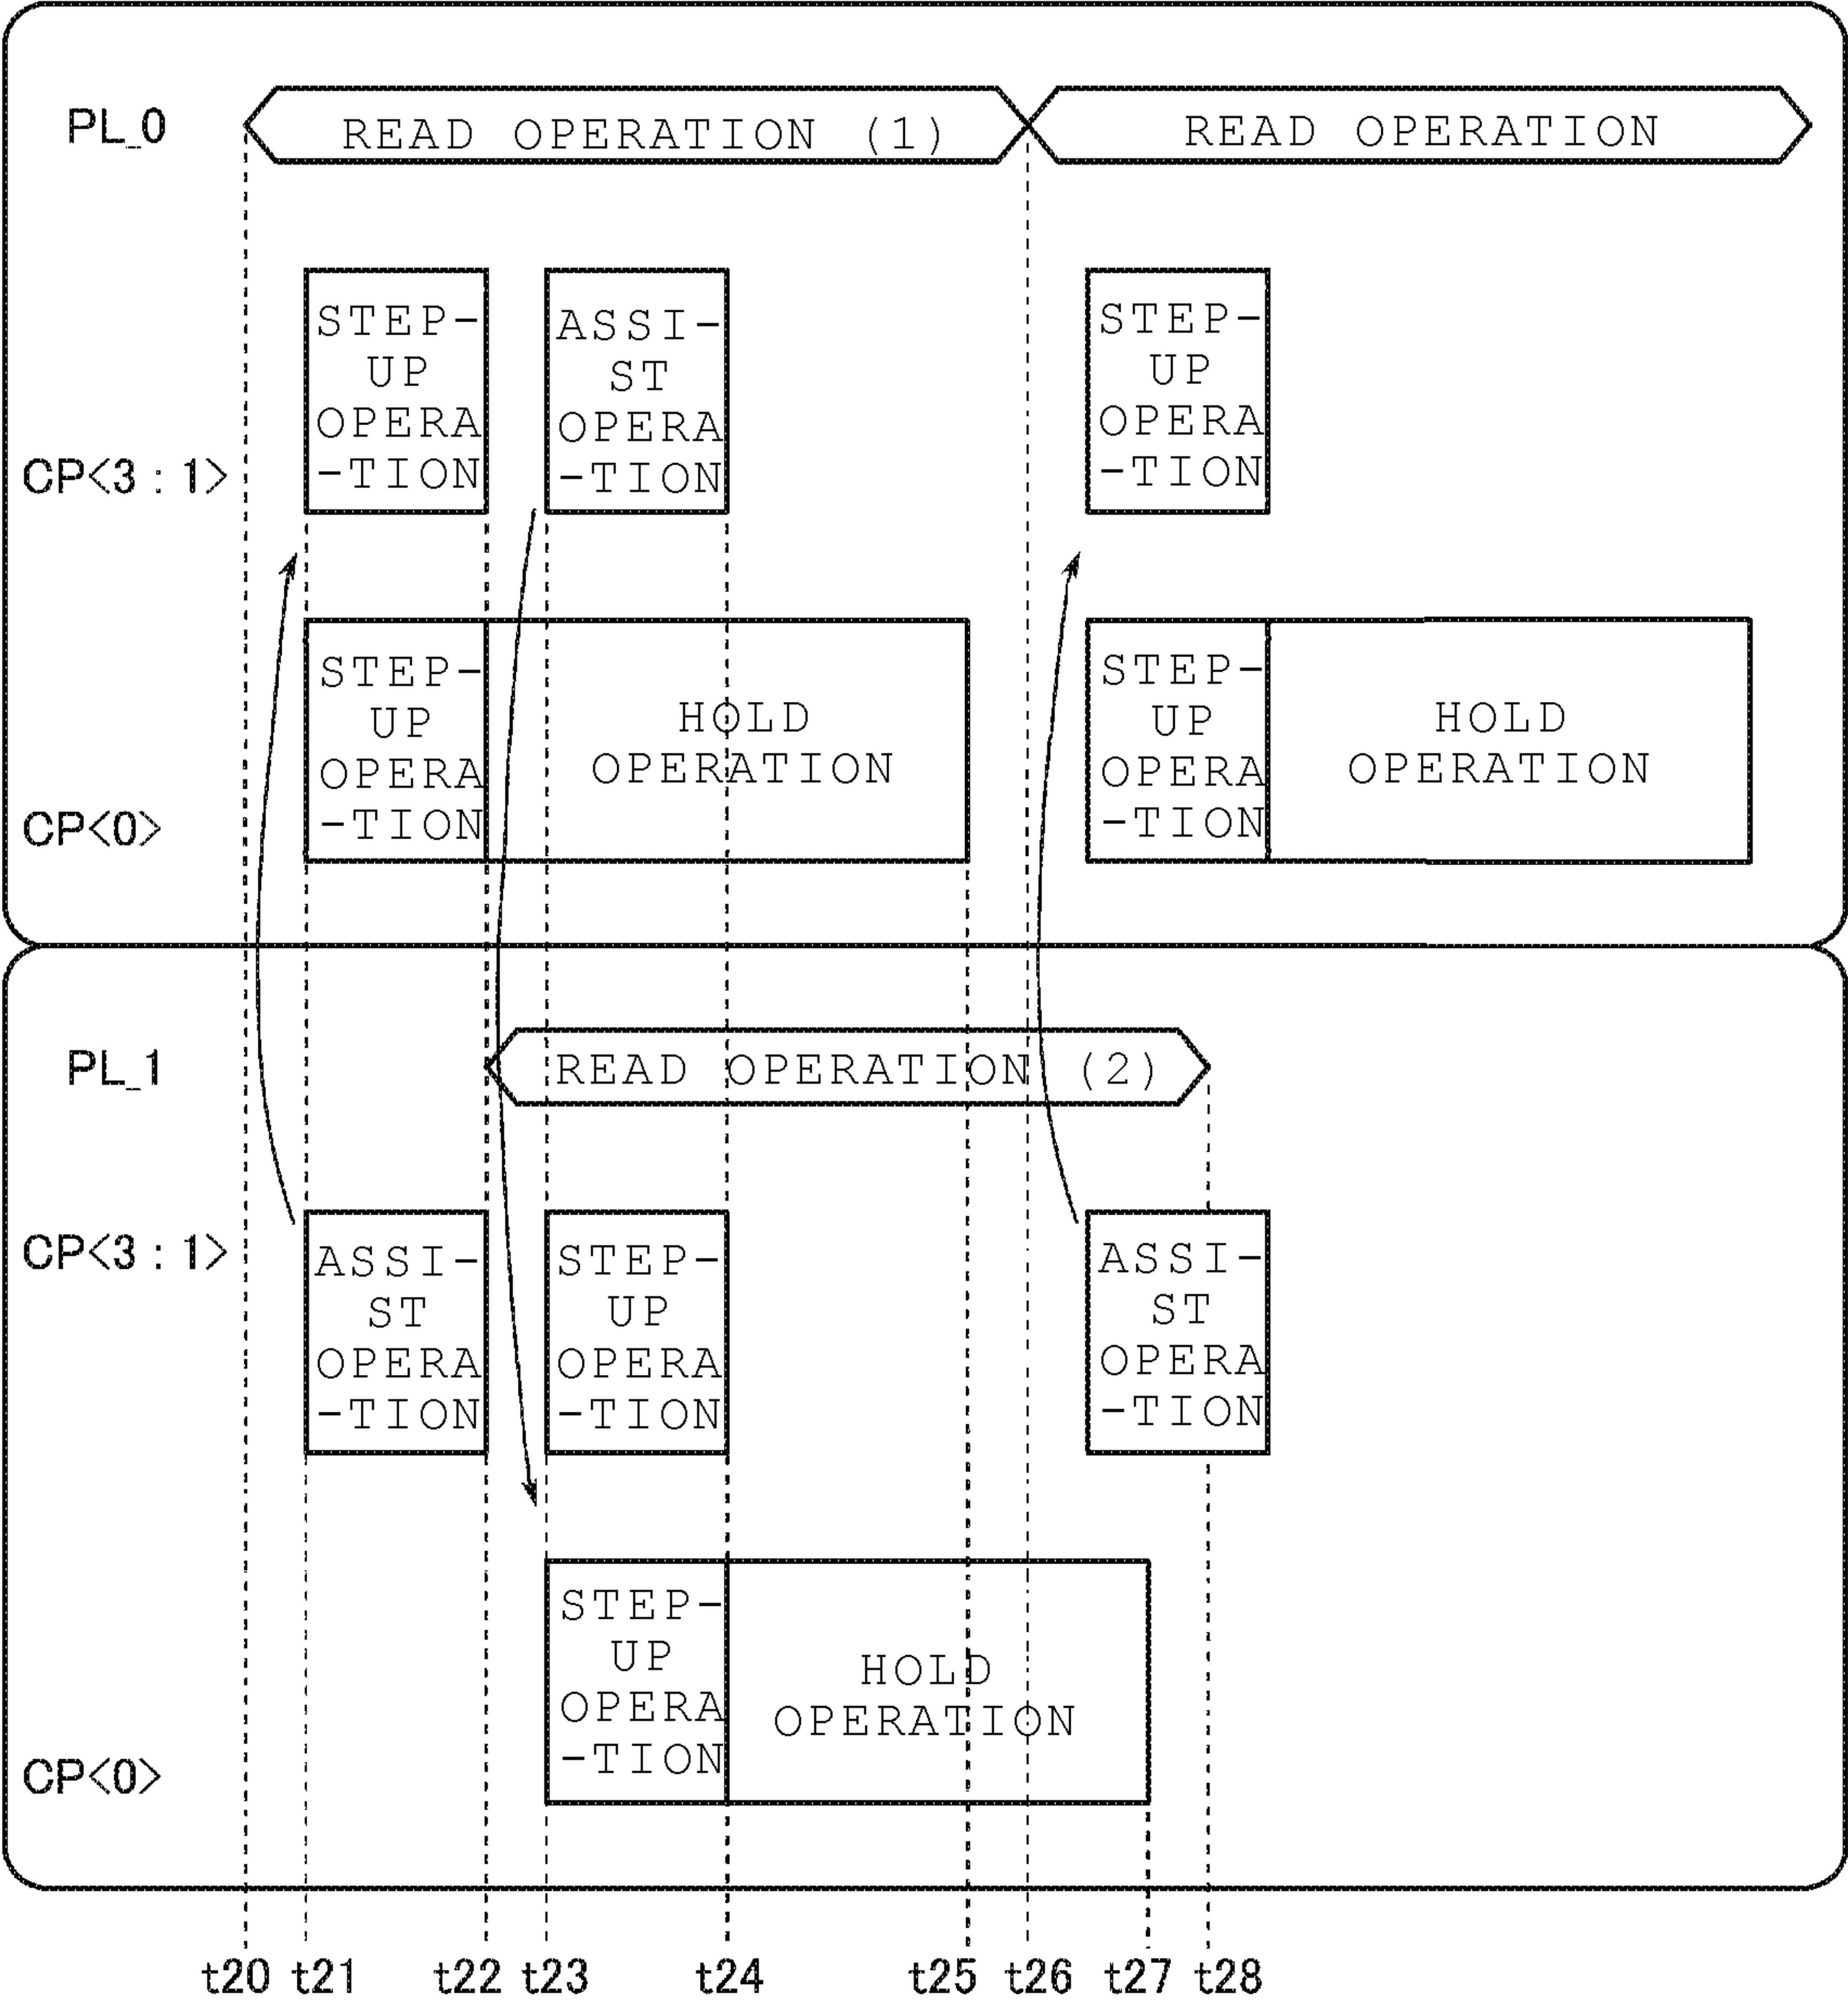 PL_0
READ OPERATION (1)
READ OPERATION
CP<3 : 1>
STEP-
UP
OPERA
-TION
ASSI-
ST
OPERA
-TION
STEP-
UP
OPERA
-TION
CP<0>
STEP-
UP
OPERA
-TION
HOLD
OPERATION
STEP-
UP
OPERA
-TION
HOLD
OPERATION
PL_1
READ OPERATION (2)
CP<3 : 1>
ASSI-
ST
OPERA
-TION
STEP-
UP
OPERA
-TION
ASSI-
ST
OPERA
-TION
CP<0>
STEP-
UP
OPERA
-TION
HOLD
OPERATION
t20 t21 t22 t23 t24 t25 t26 t27 t28